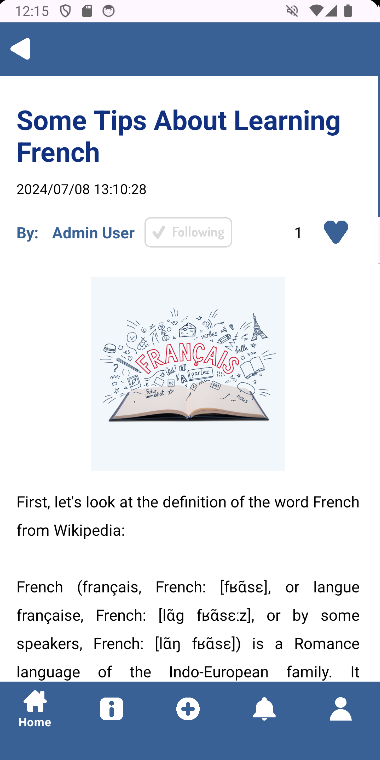 12:15
Some Tips About Learning
French
2024/07/08 13:10:28
By: Admin User Following 1
FRANÇAIS
First, let's look at the definition of the word French
from Wikipedia:
French (français, French: [fʁɑ̃sɛ], or langue
française, French: [lɑ̃ɡ fʁɑ̃sɛːz], or by some
speakers, French: [lɑ̃ŋ fʁɑ̃sɛ]) is a Romance
language of the Indo-European family. It
Home